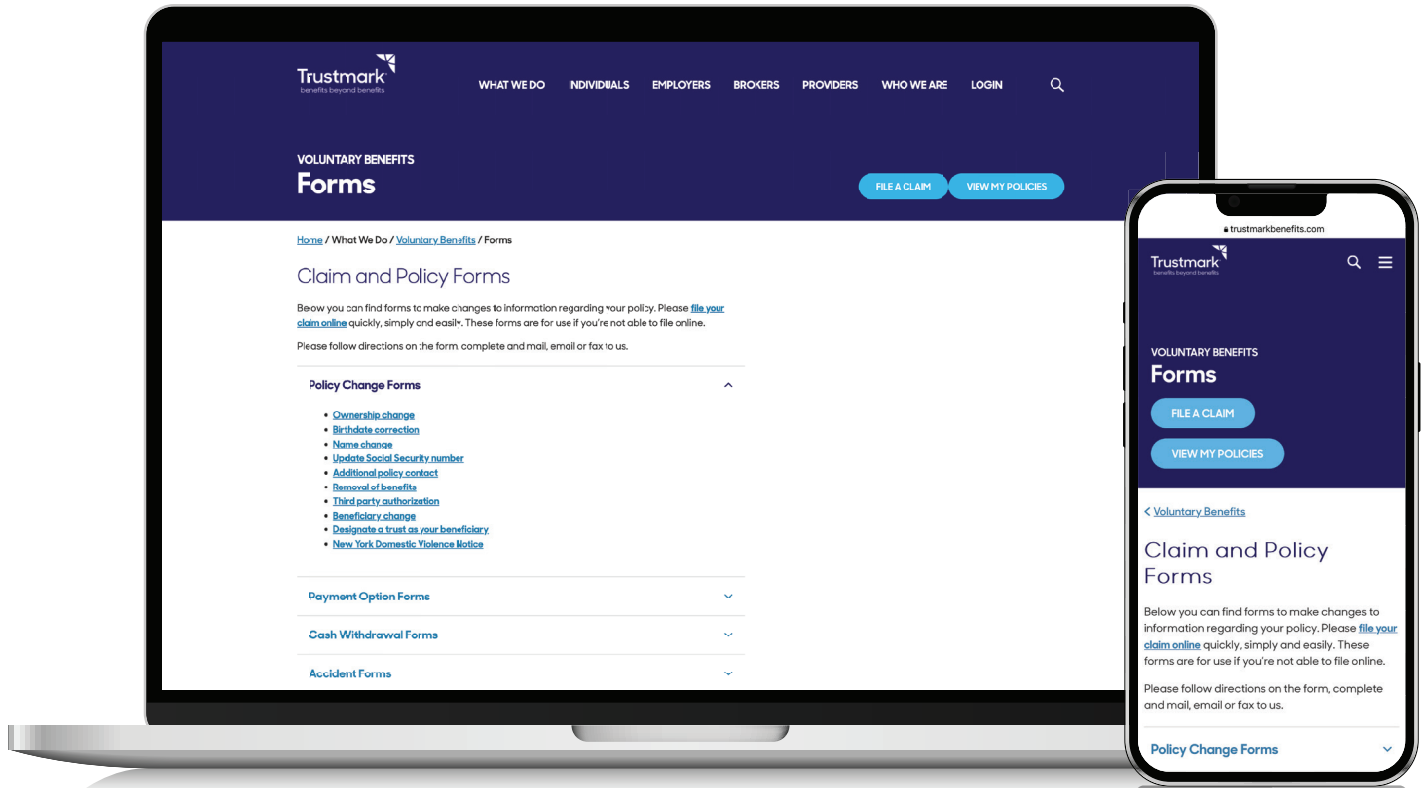 Trustmark
benefits beyond benefits
WHAT WE DO
INDIVIDUALS
EMPLOYERS
BROKERS
PROVIDERS
WHO WE ARE
LOGIN
VOLUNTARY BENEFITS
Forms
FILE A CLAIM
VIEW MY POLICIES
Home / What We Do / Voluntary Benefits / Forms
Claim and Policy Forms
Beow you can find forms to make changes to information regarding your policy. Please file your
claim online quickly, simply and easily. These forms are for use if you're not able to file online.
Please follow directions on the form, complete and mail, email or fax to us.
Policy Change Forms
• Ownership change
• Birthdate correction
• Name change
• Update Social Security number
• Additional policy contact
• Removal of benefits
• Third party authorization
• Beneficiary change
• Designate a trust as your beneficiary
• New York Domestic Violence Notice
Payment Option Forms
Cash Withdrawal Forms
Accident Forms
trustmarkbenefits.com
Trustmark
benefits beyond benefits
VOLUNTARY BENEFITS
Forms
FILE A CLAIM
VIEW MY POLICIES
< Voluntary Benefits
Claim and Policy
Forms
Below you can find forms to make changes to
information regarding your policy. Please file your
claim online quickly, simply and easily. These
forms are for use if you're not able to file online.
Please follow directions on the form, complete
and mail, email or fax to us.
Policy Change Forms